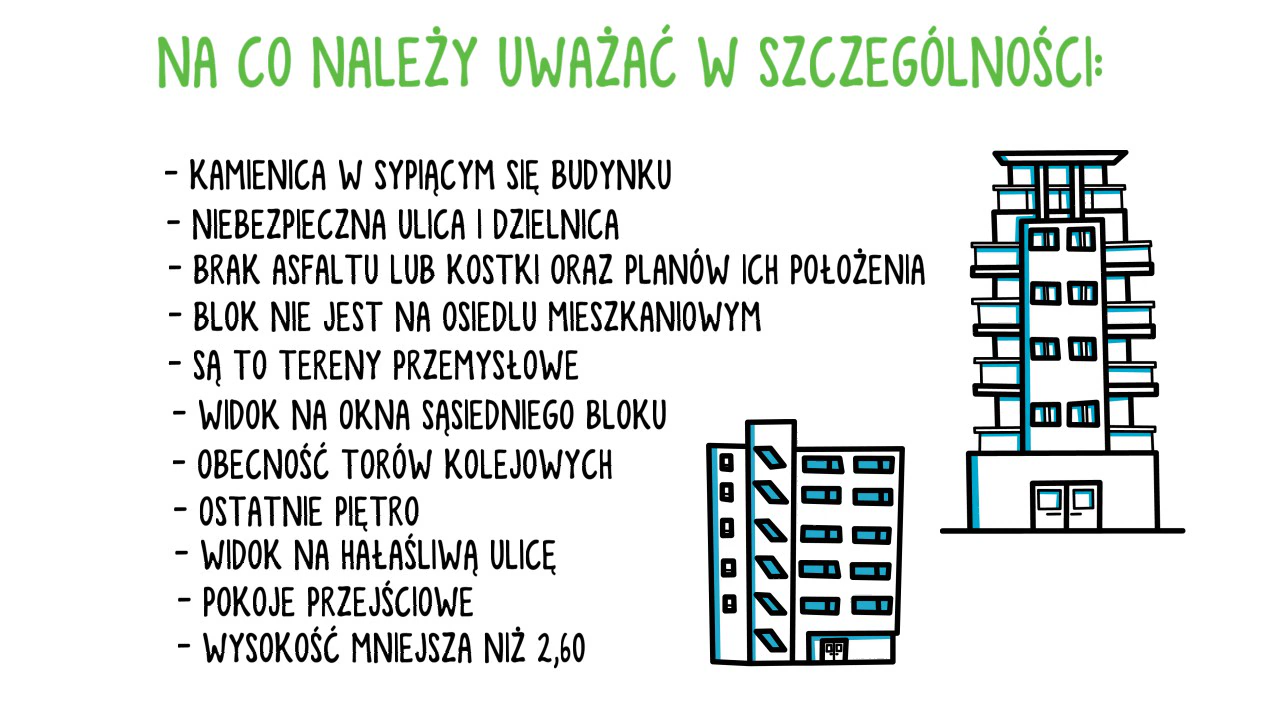 NA CO NALEŻY UWAŻAĆ W SZCZEGÓLNOŚCI:
- KAMIENICA W SYPIĄCYM SIĘ BUDYNKU
- NIEBEZPIECZNA ULICA I DZIELNICA
- BRAK ASFALTU LUB KOSTKI ORAZ PLANÓW ICH POŁOŻENIA
- BLOK NIE JEST NA OSIEDLU MIESZKANIOWYM
- SĄ TO TERENY PRZEMYSŁOWE
- WIDOK NA OKNA SĄSIEDNIEGO BLOKU
- OBECNOŚĆ TORÓW KOLEJOWYCH
- OSTATNIE PIĘTRO
- WIDOK NA HAŁAŚLIWĄ ULICĘ
- POKOJE PRZEJŚCIOWE
- WYSOKOŚĆ MNIEJSZA NIŻ 2,60